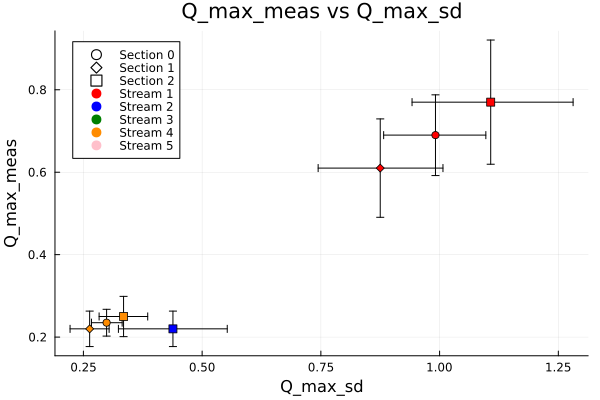 Q_max_meas vs Q_max_sd
Section 0
Section 1
Section 2
Stream 1
Stream 2
Stream 3
Stream 4
Stream 5
Q_max_meas
0.8
0.6
0.4
0.2
0.25
0.50
0.75
1.00
1.25
Q_max_sd